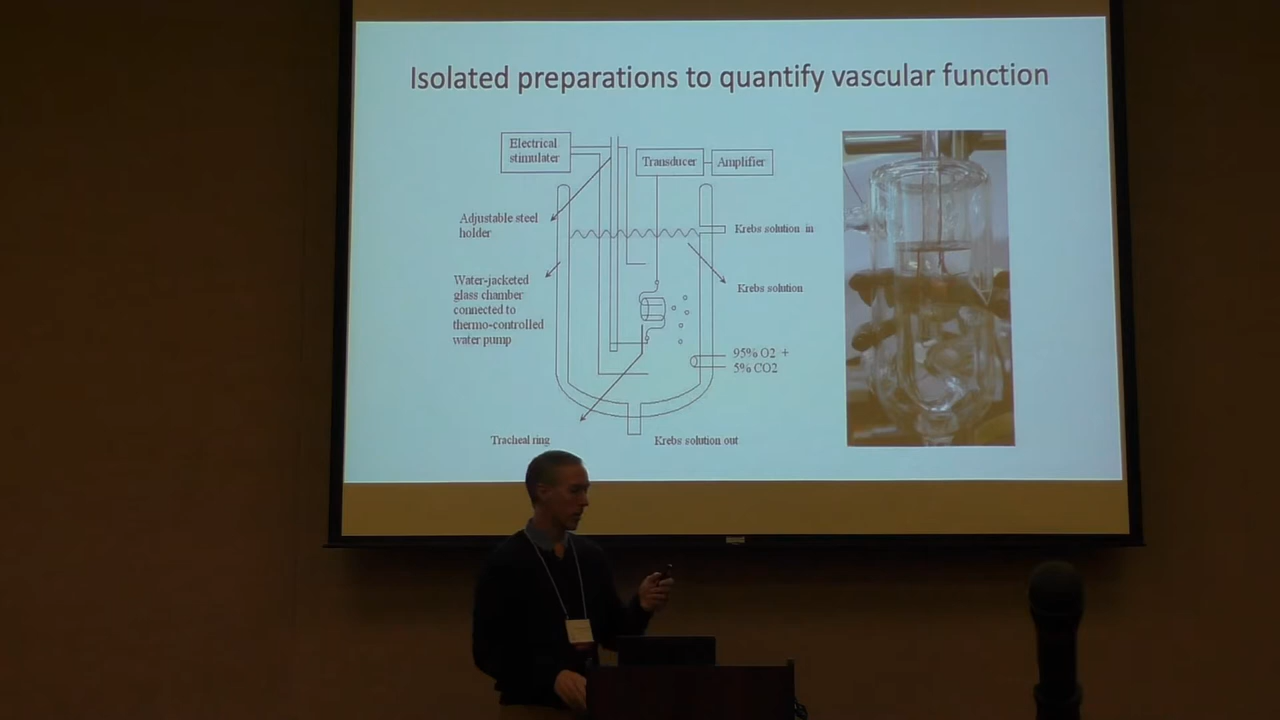 Isolated preparations to quantify vascular function
Electrical
stimulater
Transducer
Amplifier
Adjustable steel
holder
Krebs solution in
Water-jacketed
glass chamber
connected to
thermo-controlled
water pump
Krebs solution
95% O2 +
5% CO2
Tracheal ring
Krebs solution out